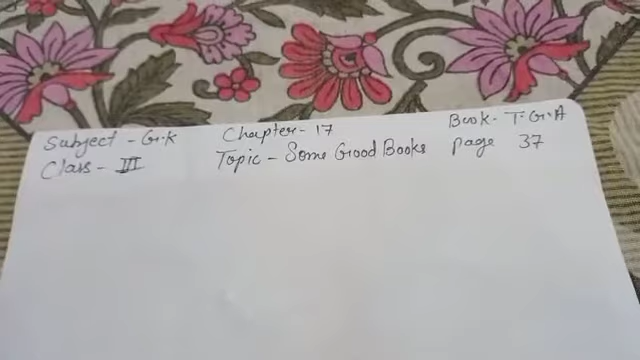 Subject - G.K Chapter - 17 Book - T.G.A
Class - III Topic - Some Good Books page 37